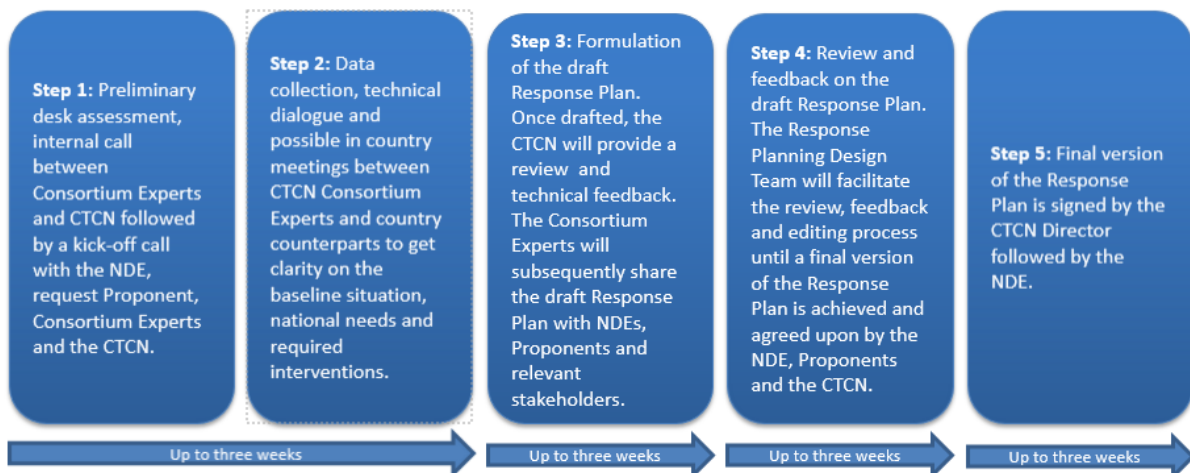 Step 1: Preliminary
desk assessment,
internal call
between
Consortium Experts
and CTCN followed
by a kick-off call
with the NDE,
request Proponent,
Consortium Experts
and the CTCN.
Step 2: Data
collection, technical
dialogue and
possible in country
meetings between
CTCN Consortium
Experts and country
counterparts to get
clarity on the
baseline situation,
national needs and
required
interventions.
Step 3: Formulation
of the draft
Response Plan.
Once drafted, the
CTCN will provide a
review and
technical feedback.
The Consortium
Experts will
subsequently share
the draft Response
Plan with NDEs,
Proponents and
relevant
stakeholders.
Step 4: Review and
feedback on the
draft Response Plan.
The Response
Planning Design
Team will facilitate
the review, feedback
and editing process
until a final version
of the Response
Plan is achieved and
agreed upon by the
NDE, Proponents
and the CTCN.
Step 5: Final version
of the Response
Plan is signed by the
CTCN Director
followed by the
NDE.
Up to three weeks
Up to three weeks
Up to three weeks
Up to three weeks